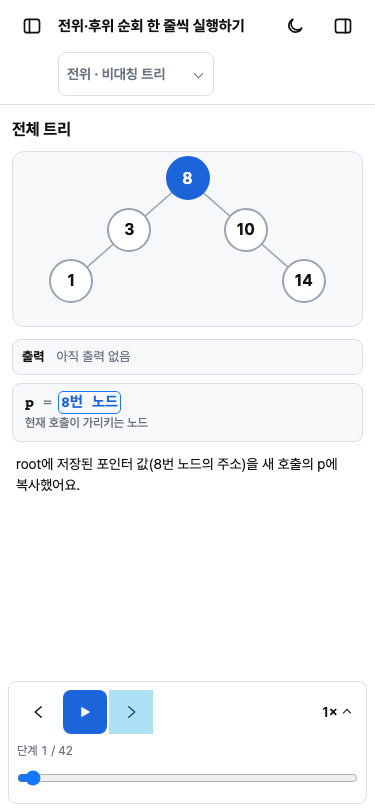 전위·후위 순회 한 줄씩 실행하기
전위 · 비대칭 트리
전체 트리
8
3
10
1
14
출력 아직 출력 없음
p = 8번 노드
현재 호출이 가리키는 노드
root에 저장된 포인터 값(8번 노드의 주소)을 새 호출의 p에
복사했어요.
1×
단계 1 / 42